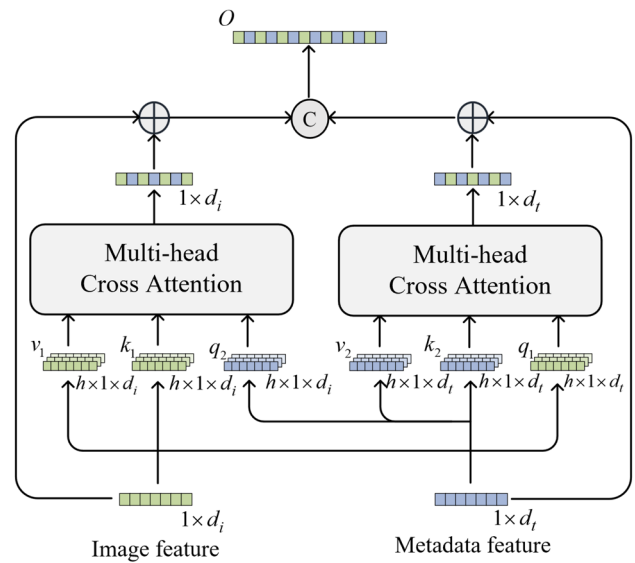 O
C
1×d_i
1×d_t
Multi-head
Cross Attention
Multi-head
Cross Attention
v_1
k_1
q_2
v_2
k_2
q_1
h×1×d_i
h×1×d_i
h×1×d_i
h×1×d_t
h×1×d_t
h×1×d_t
1×d_i
1×d_t
Image feature
Metadata feature